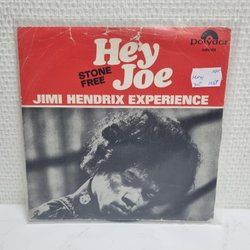 Hey
Joe
STONE
FREE
Polydor
JIMI HENDRIX EXPERIENCE